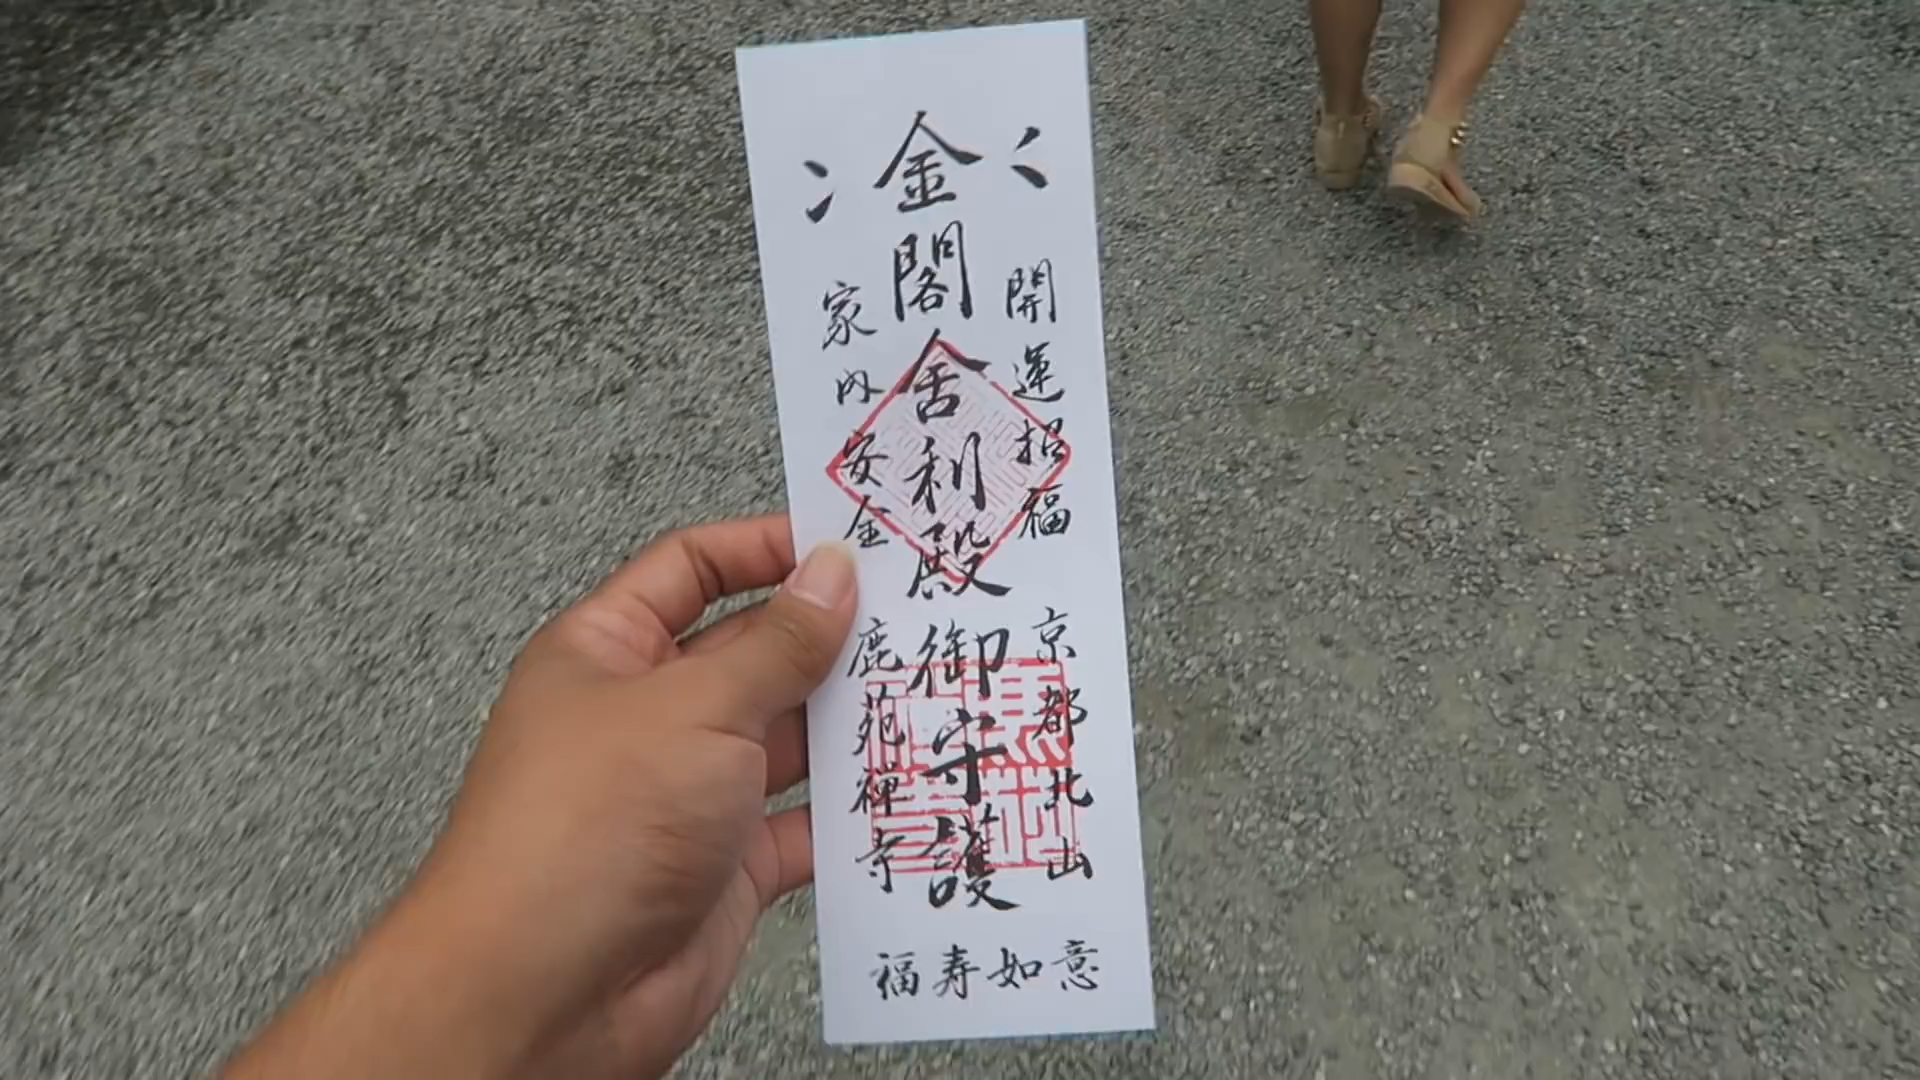 開運招福
京都北山
金閣舍利殿
御守護
家内安全
鹿苑禅寺
福寿如意